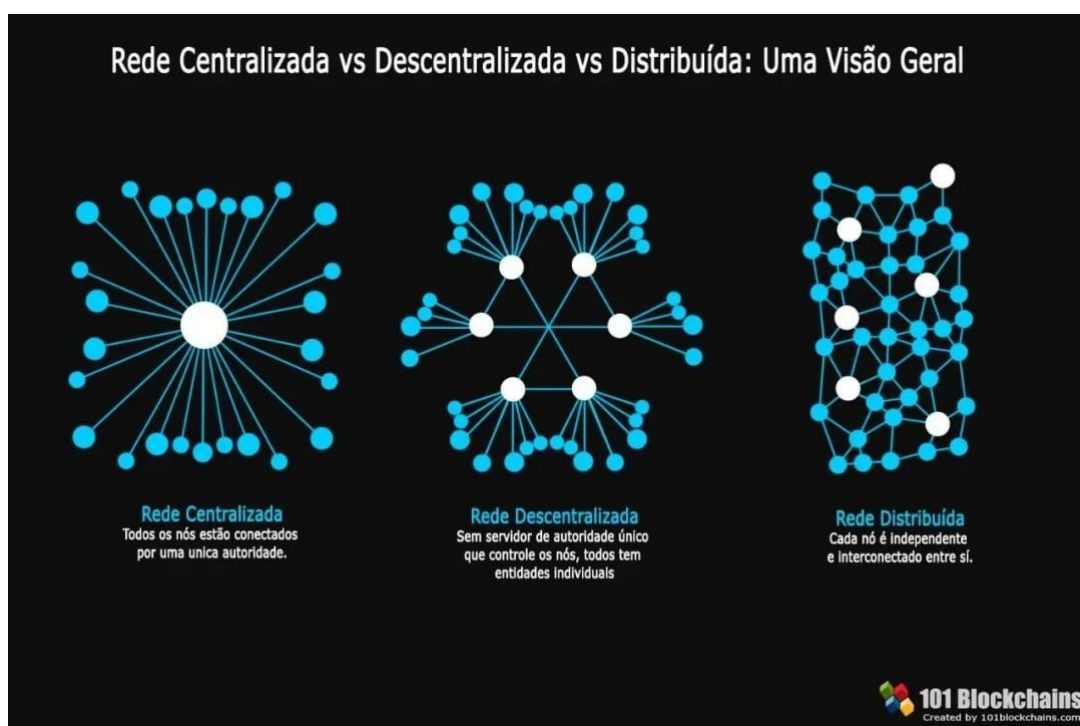 Rede Centralizada vs Descentralizada vs Distribuída: Uma Visão Geral
Rede Centralizada
Todos os nós estão conectados
por uma unica autoridade.
Rede Descentralizada
Sem servidor de autoridade único
que controle os nós, todos tem
entidades individuais
Rede Distribuída
Cada nó é independente
e interconectado entre sí.
101 Blockchains
Created by 101blockchains.com